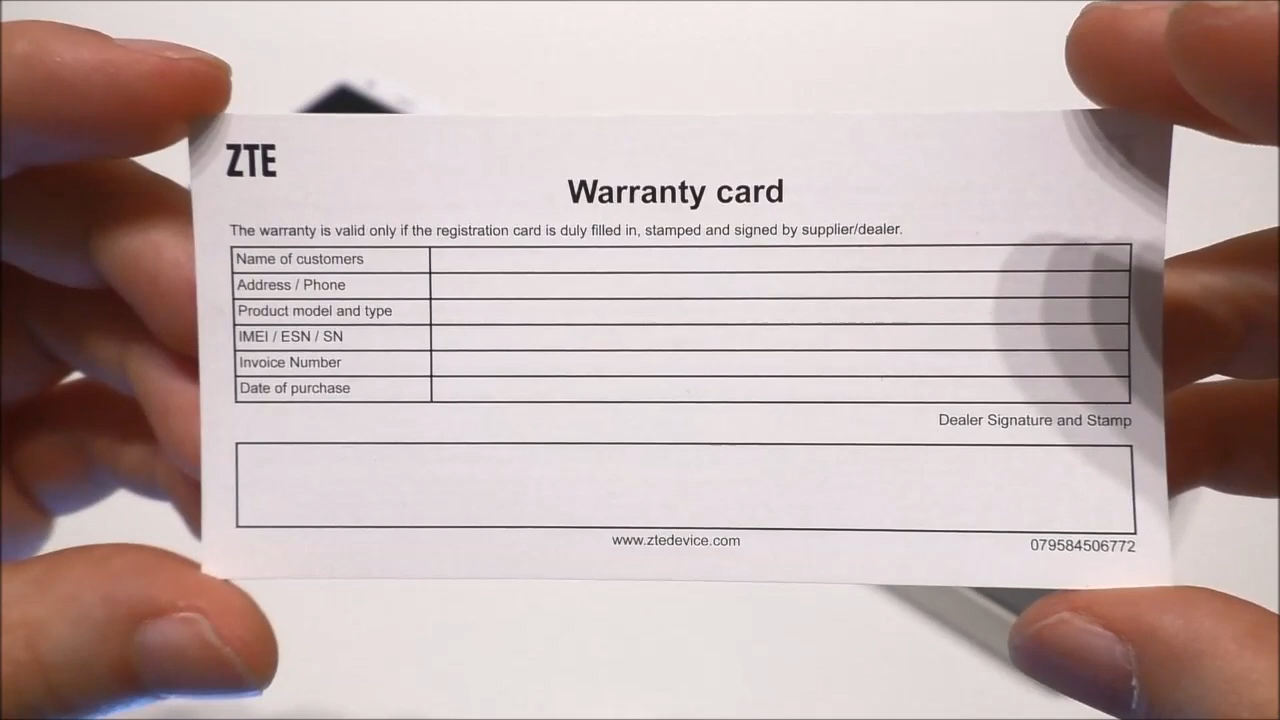 ZTE
Warranty card
The warranty is valid only if the registration card is duly filled in, stamped and signed by supplier/dealer.
Name of customers
Address / Phone
Product model and type
IMEI / ESN / SN
Invoice Number
Date of purchase
Dealer Signature and Stamp
www.ztedevice.com
079584506772